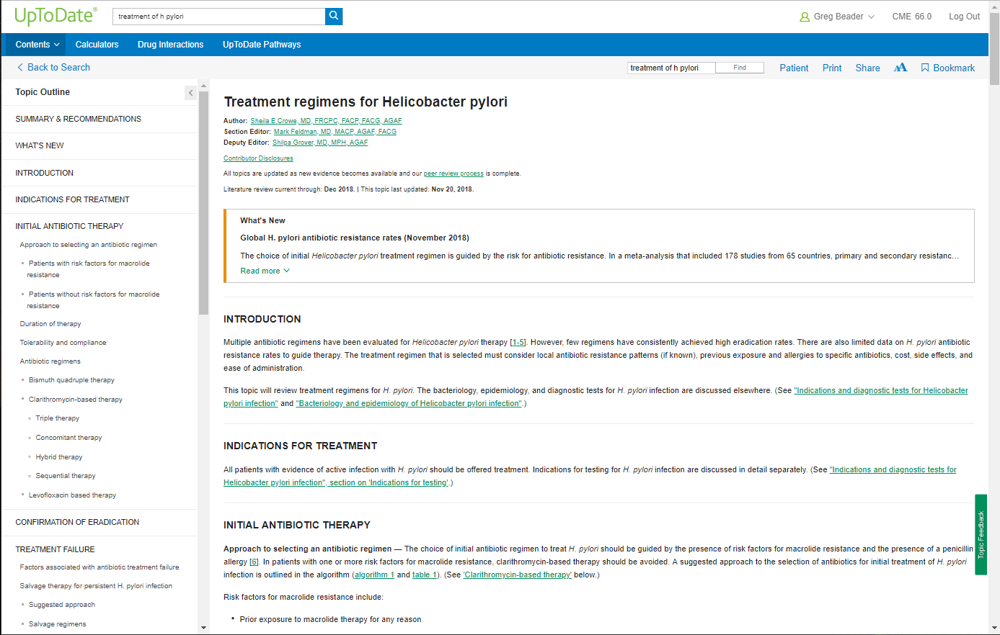 UpToDate®
treatment of h pylori
Greg Beader
CME 66.0
Log Out
Contents
Calculators
Drug Interactions
UpToDate Pathways
Back to Search
treatment of h pylori
Find
Patient
Print
Share
AA
Bookmark
Topic Outline
SUMMARY & RECOMMENDATIONS
WHAT'S NEW
INTRODUCTION
INDICATIONS FOR TREATMENT
INITIAL ANTIBIOTIC THERAPY
Approach to selecting an antibiotic regimen
Patients with risk factors for macrolide
resistance
Patients without risk factors for macrolide
resistance
Duration of therapy
Tolerability and compliance
Antibiotic regimens
Bismuth quadruple therapy
Clarithromycin-based therapy
Triple therapy
Concomitant therapy
Hybrid therapy
Sequential therapy
Levofloxacin based therapy
CONFIRMATION OF ERADICATION
TREATMENT FAILURE
Factors associated with antibiotic treatment failure
Salvage therapy for persistent H. pylori infection
Suggested approach
Salvage regimens
Treatment regimens for Helicobacter pylori
Author: Sheila E Crowe, MD, FRCPC, FACP, FACG, AGAF
Section Editor: Mark Feldman, MD, MACP, AGAF, FACG
Deputy Editor: Shilpa Grover, MD, MPH, AGAF
Contributor Disclosures
All topics are updated as new evidence becomes available and our peer review process is complete.
Literature review current through: Dec 2018. | This topic last updated: Nov 20, 2018.
What's New
Global H. pylori antibiotic resistance rates (November 2018)
The choice of initial Helicobacter pylori treatment regimen is guided by the risk for antibiotic resistance. In a meta-analysis that included 178 studies from 65 countries, primary and secondary resistanc...
Read more
INTRODUCTION
Multiple antibiotic regimens have been evaluated for Helicobacter pylori therapy [1-5]. However, few regimens have consistently achieved high eradication rates. There are also limited data on H. pylori antibiotic
resistance rates to guide therapy. The treatment regimen that is selected must consider local antibiotic resistance patterns (if known), previous exposure and allergies to specific antibiotics, cost, side effects, and
ease of administration.
This topic will review treatment regimens for H. pylori. The bacteriology, epidemiology, and diagnostic tests for H. pylori infection are discussed elsewhere. (See "Indications and diagnostic tests for Helicobacter
pylori infection" and "Bacteriology and epidemiology of Helicobacter pylori infection".)
INDICATIONS FOR TREATMENT
All patients with evidence of active infection with H. pylori should be offered treatment. Indications for testing for H. pylori infection are discussed in detail separately. (See "Indications and diagnostic tests for
Helicobacter pylori infection", section on 'Indications for testing'.)
INITIAL ANTIBIOTIC THERAPY
Approach to selecting an antibiotic regimen — The choice of initial antibiotic regimen to treat H. pylori should be guided by the presence of risk factors for macrolide resistance and the presence of a penicillin
allergy [6]. In patients with one or more risk factors for macrolide resistance, clarithromycin-based therapy should be avoided. A suggested approach to the selection of antibiotics for initial treatment of H. pylori
infection is outlined in the algorithm (algorithm 1 and table 1). (See 'Clarithromycin-based therapy' below.)
Risk factors for macrolide resistance include:
• Prior exposure to macrolide therapy for any reason
Topic Feedback